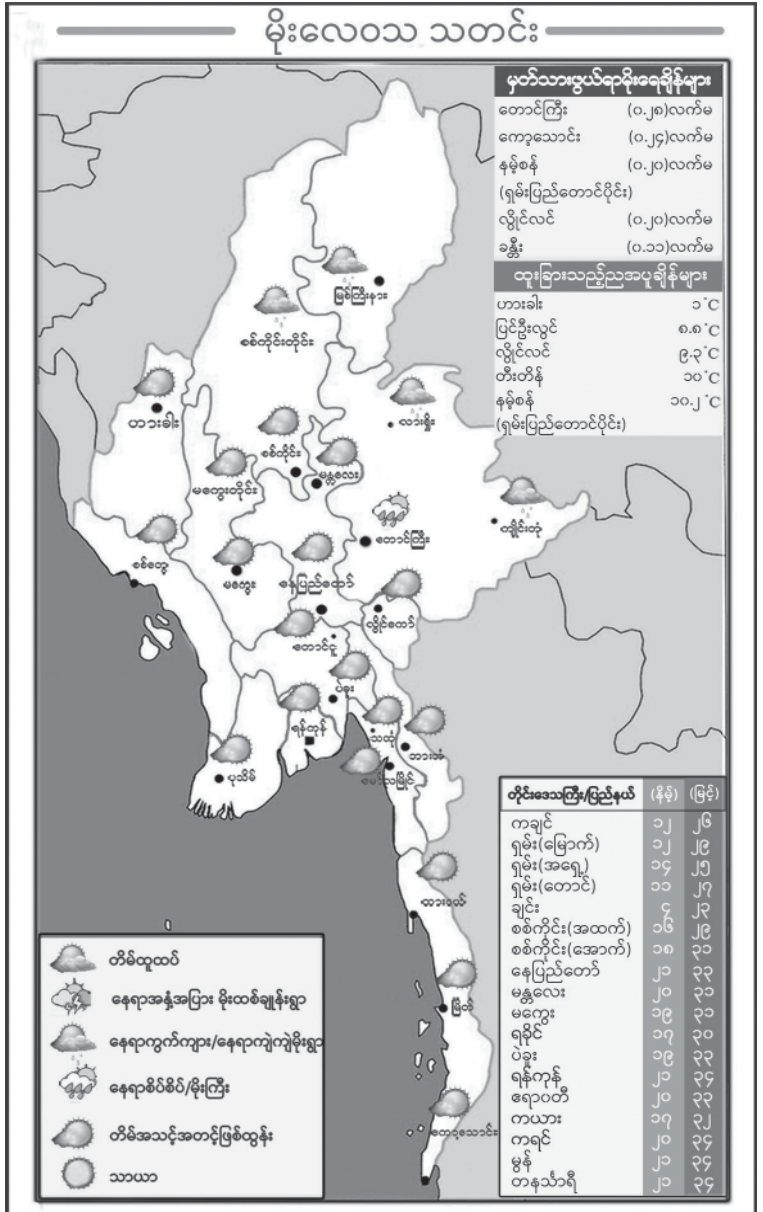 မိုးလေဝသ သတင်း
မှတ်သားဖွယ်ရာမိုးရေချိန်များ
တောင်ကြီး (၀.၂၈)လက်မ
ကော့သောင်း (၀.၂၄)လက်မ
နမ့်စန် (၀.၂၀)လက်မ
(ရှမ်းပြည်တောင်ပိုင်း)
လွိုင်လင် (၀.၂၀)လက်မ
ခန္တီး (၀.၁၁)လက်မ
ထူးခြားသည့်ညအပူချိန်များ
ဟားခါး ၁°C
ပြင်ဦးလွင် ၈.၈°C
လွိုင်လင် ၉.၃°C
တီးတိန် ၁၀°C
နမ့်စန် ၁၀.၂°C
(ရှမ်းပြည်တောင်ပိုင်း)
မြစ်ကြီးနား
စစ်ကိုင်းတိုင်း
ဟားခါး
လားရှိုး
စစ်ကိုင်း
မန္တလေး
မကွေးတိုင်း
ကျိုင်းတုံ
တောင်ကြီး
စစ်တွေ
မကွေး
နေပြည်တော်
လွိုင်ကော်
တောင်ငူ
ပဲခူး
ရန်ကုန်
သထုံ
ဘားအံ
ပုသိမ်
မော်လမြိုင်
ထားဝယ်
မြိတ်
ကော့သောင်း
တိမ်ထူထပ်
နေရာအနှံ့အပြား မိုးထစ်ချုန်းရွာ
နေရာကွက်ကျား/နေရာကျဲကျဲမိုးရွာ
နေရာစိပ်စိပ်/မိုးကြီး
တိမ်အသင့်အတင့်ဖြစ်ထွန်း
သာယာ
တိုင်းဒေသကြီး/ပြည်နယ် (နိမ့်) (မြင့်)
ကချင် ၁၂ ၂၆
ရှမ်း(မြောက်) ၁၂ ၂၉
ရှမ်း(အရှေ့) ၁၄ ၂၅
ရှမ်း(တောင်) ၁၁ ၂၇
ချင်း ၄ ၂၃
စစ်ကိုင်း(အထက်) ၁၆ ၂၉
စစ်ကိုင်း(အောက်) ၁၈ ၃၁
နေပြည်တော် ၂၁ ၃၃
မန္တလေး ၂၀ ၃၁
မကွေး ၁၉ ၃၁
ရခိုင် ၁၇ ၃၀
ပဲခူး ၁၉ ၃၃
ရန်ကုန် ၂၁ ၃၄
ဧရာဝတီ ၂၀ ၃၃
ကယား ၁၇ ၃၂
ကရင် ၂၀ ၃၄
မွန် ၂၁ ၃၄
တနင်္သာရီ ၂၁ ၃၄